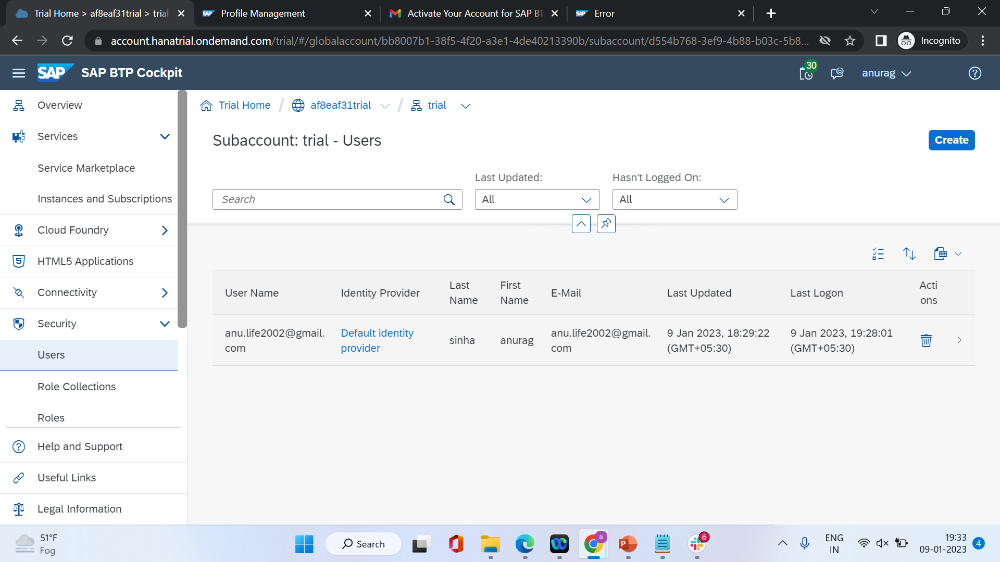 Trial Home > af8eaf31trial > trial
Profile Management
Activate Your Account for SAP BT
Error
account.hanatrial.ondemand.com/trial/#/globalaccount/bb8007b1-38f5-4f20-a3e1-4de40213390b/subaccount/d554b768-3ef9-4b88-b03c-5b8...
Incognito
SAP
SAP BTP Cockpit
30
anurag
Overview
Services
Service Marketplace
Instances and Subscriptions
Cloud Foundry
HTML5 Applications
Connectivity
Security
Users
Role Collections
Roles
Help and Support
Useful Links
Legal Information
Trial Home / af8eaf31trial / trial
Subaccount: trial - Users
Create
Last Updated:
Hasn't Logged On:
Search
All
All
User Name
Identity Provider
Last
Name
First
Name
E-Mail
Last Updated
Last Logon
Acti
ons
anu.life2002@gmail.
com
Default identity
provider
sinha
anurag
anu.life2002@gmail.
com
9 Jan 2023, 18:29:22
(GMT+05:30)
9 Jan 2023, 19:28:01
(GMT+05:30)
51°F
Fog
Search
a
P
6
ENG
IN
19:33
09-01-2023
4